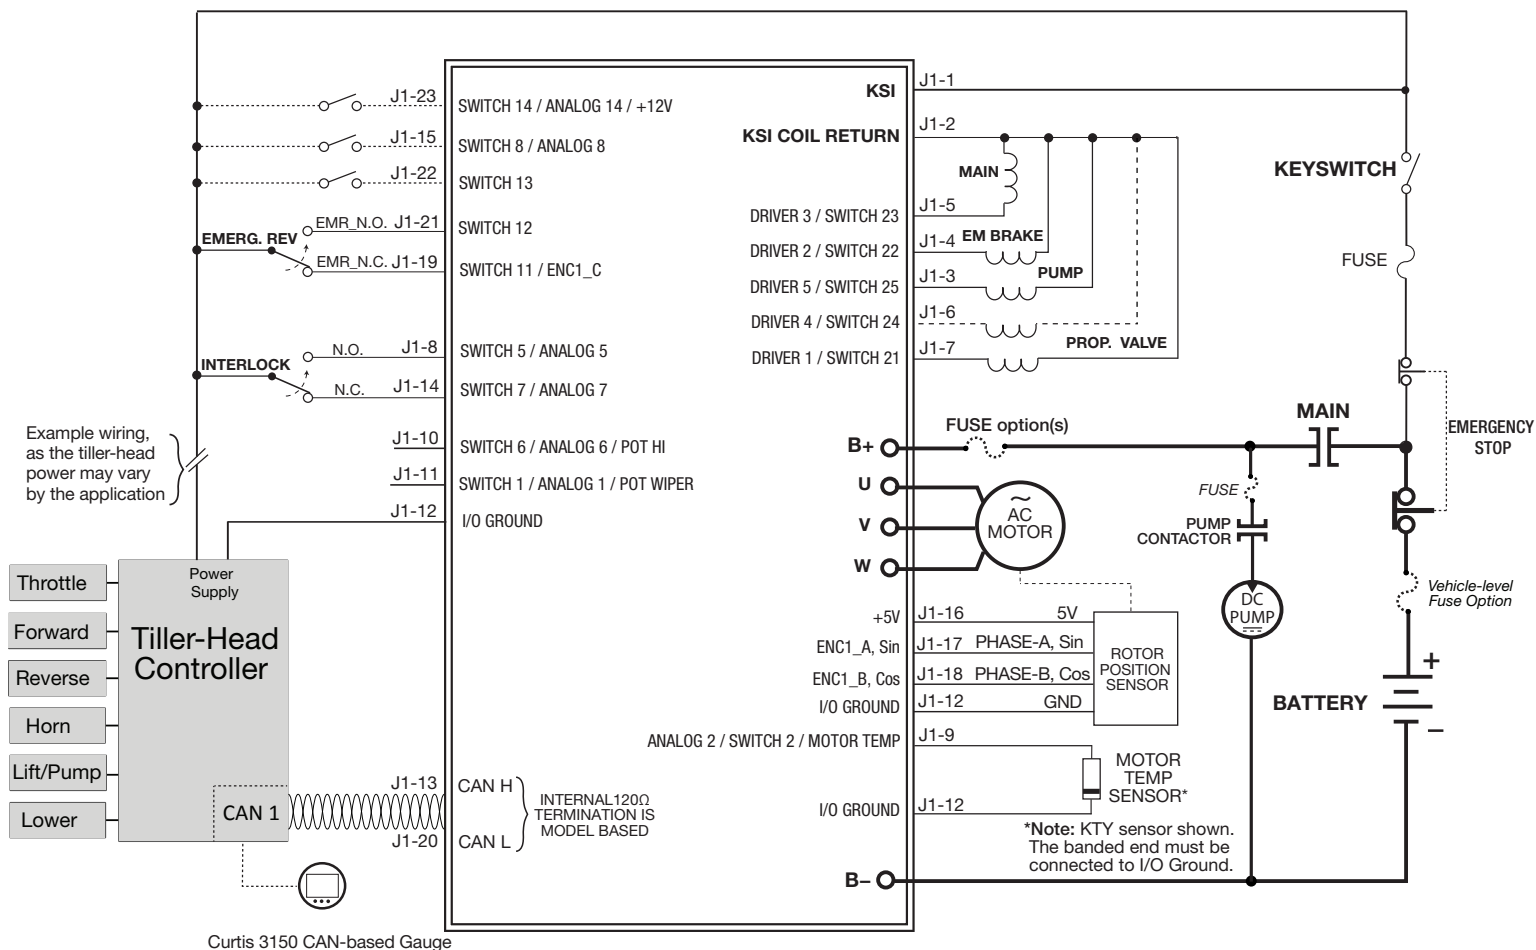 J1-23
SWITCH 14 / ANALOG 14 / +12V
J1-15
SWITCH 8 / ANALOG 8
J1-22
SWITCH 13
EMERG. REV
EMR_N.O. J1-21
SWITCH 12
EMR_N.C. J1-19
SWITCH 11 / ENC1_C
INTERLOCK
N.O.
J1-8
SWITCH 5 / ANALOG 5
N.C.
J1-14
SWITCH 7 / ANALOG 7
J1-10
SWITCH 6 / ANALOG 6 / POT HI
J1-11
SWITCH 1 / ANALOG 1 / POT WIPER
J1-12
I/O GROUND
Example wiring,
as the tiller-head
power may vary
by the application
Power
Supply
Tiller-Head
Controller
Throttle
Forward
Reverse
Horn
Lift/Pump
Lower
CAN 1
J1-13
CAN H
J1-20
CAN L
INTERNAL120Ω
TERMINATION IS
MODEL BASED
Curtis 3150 CAN-based Gauge
KSI
J1-1
KSI COIL RETURN
J1-2
MAIN
DRIVER 3 / SWITCH 23
J1-5
DRIVER 2 / SWITCH 22
J1-4
EM BRAKE
DRIVER 5 / SWITCH 25
J1-3
PUMP
DRIVER 4 / SWITCH 24
J1-6
DRIVER 1 / SWITCH 21
J1-7
PROP. VALVE
KEYSWITCH
FUSE
EMERGENCY
STOP
MAIN
FUSE option(s)
B+
U
V
W
~
AC
MOTOR
FUSE
PUMP
CONTACTOR
DC
PUMP
Vehicle-level
Fuse Option
BATTERY
+
–
+5V
J1-16
5V
ENC1_A, Sin
J1-17
PHASE-A, Sin
ENC1_B, Cos
J1-18
PHASE-B, Cos
I/O GROUND
J1-12
GND
ROTOR
POSITION
SENSOR
ANALOG 2 / SWITCH 2 / MOTOR TEMP
J1-9
MOTOR
TEMP
SENSOR*
I/O GROUND
J1-12
*Note: KTY sensor shown.
The banded end must be
connected to I/O Ground.
B–